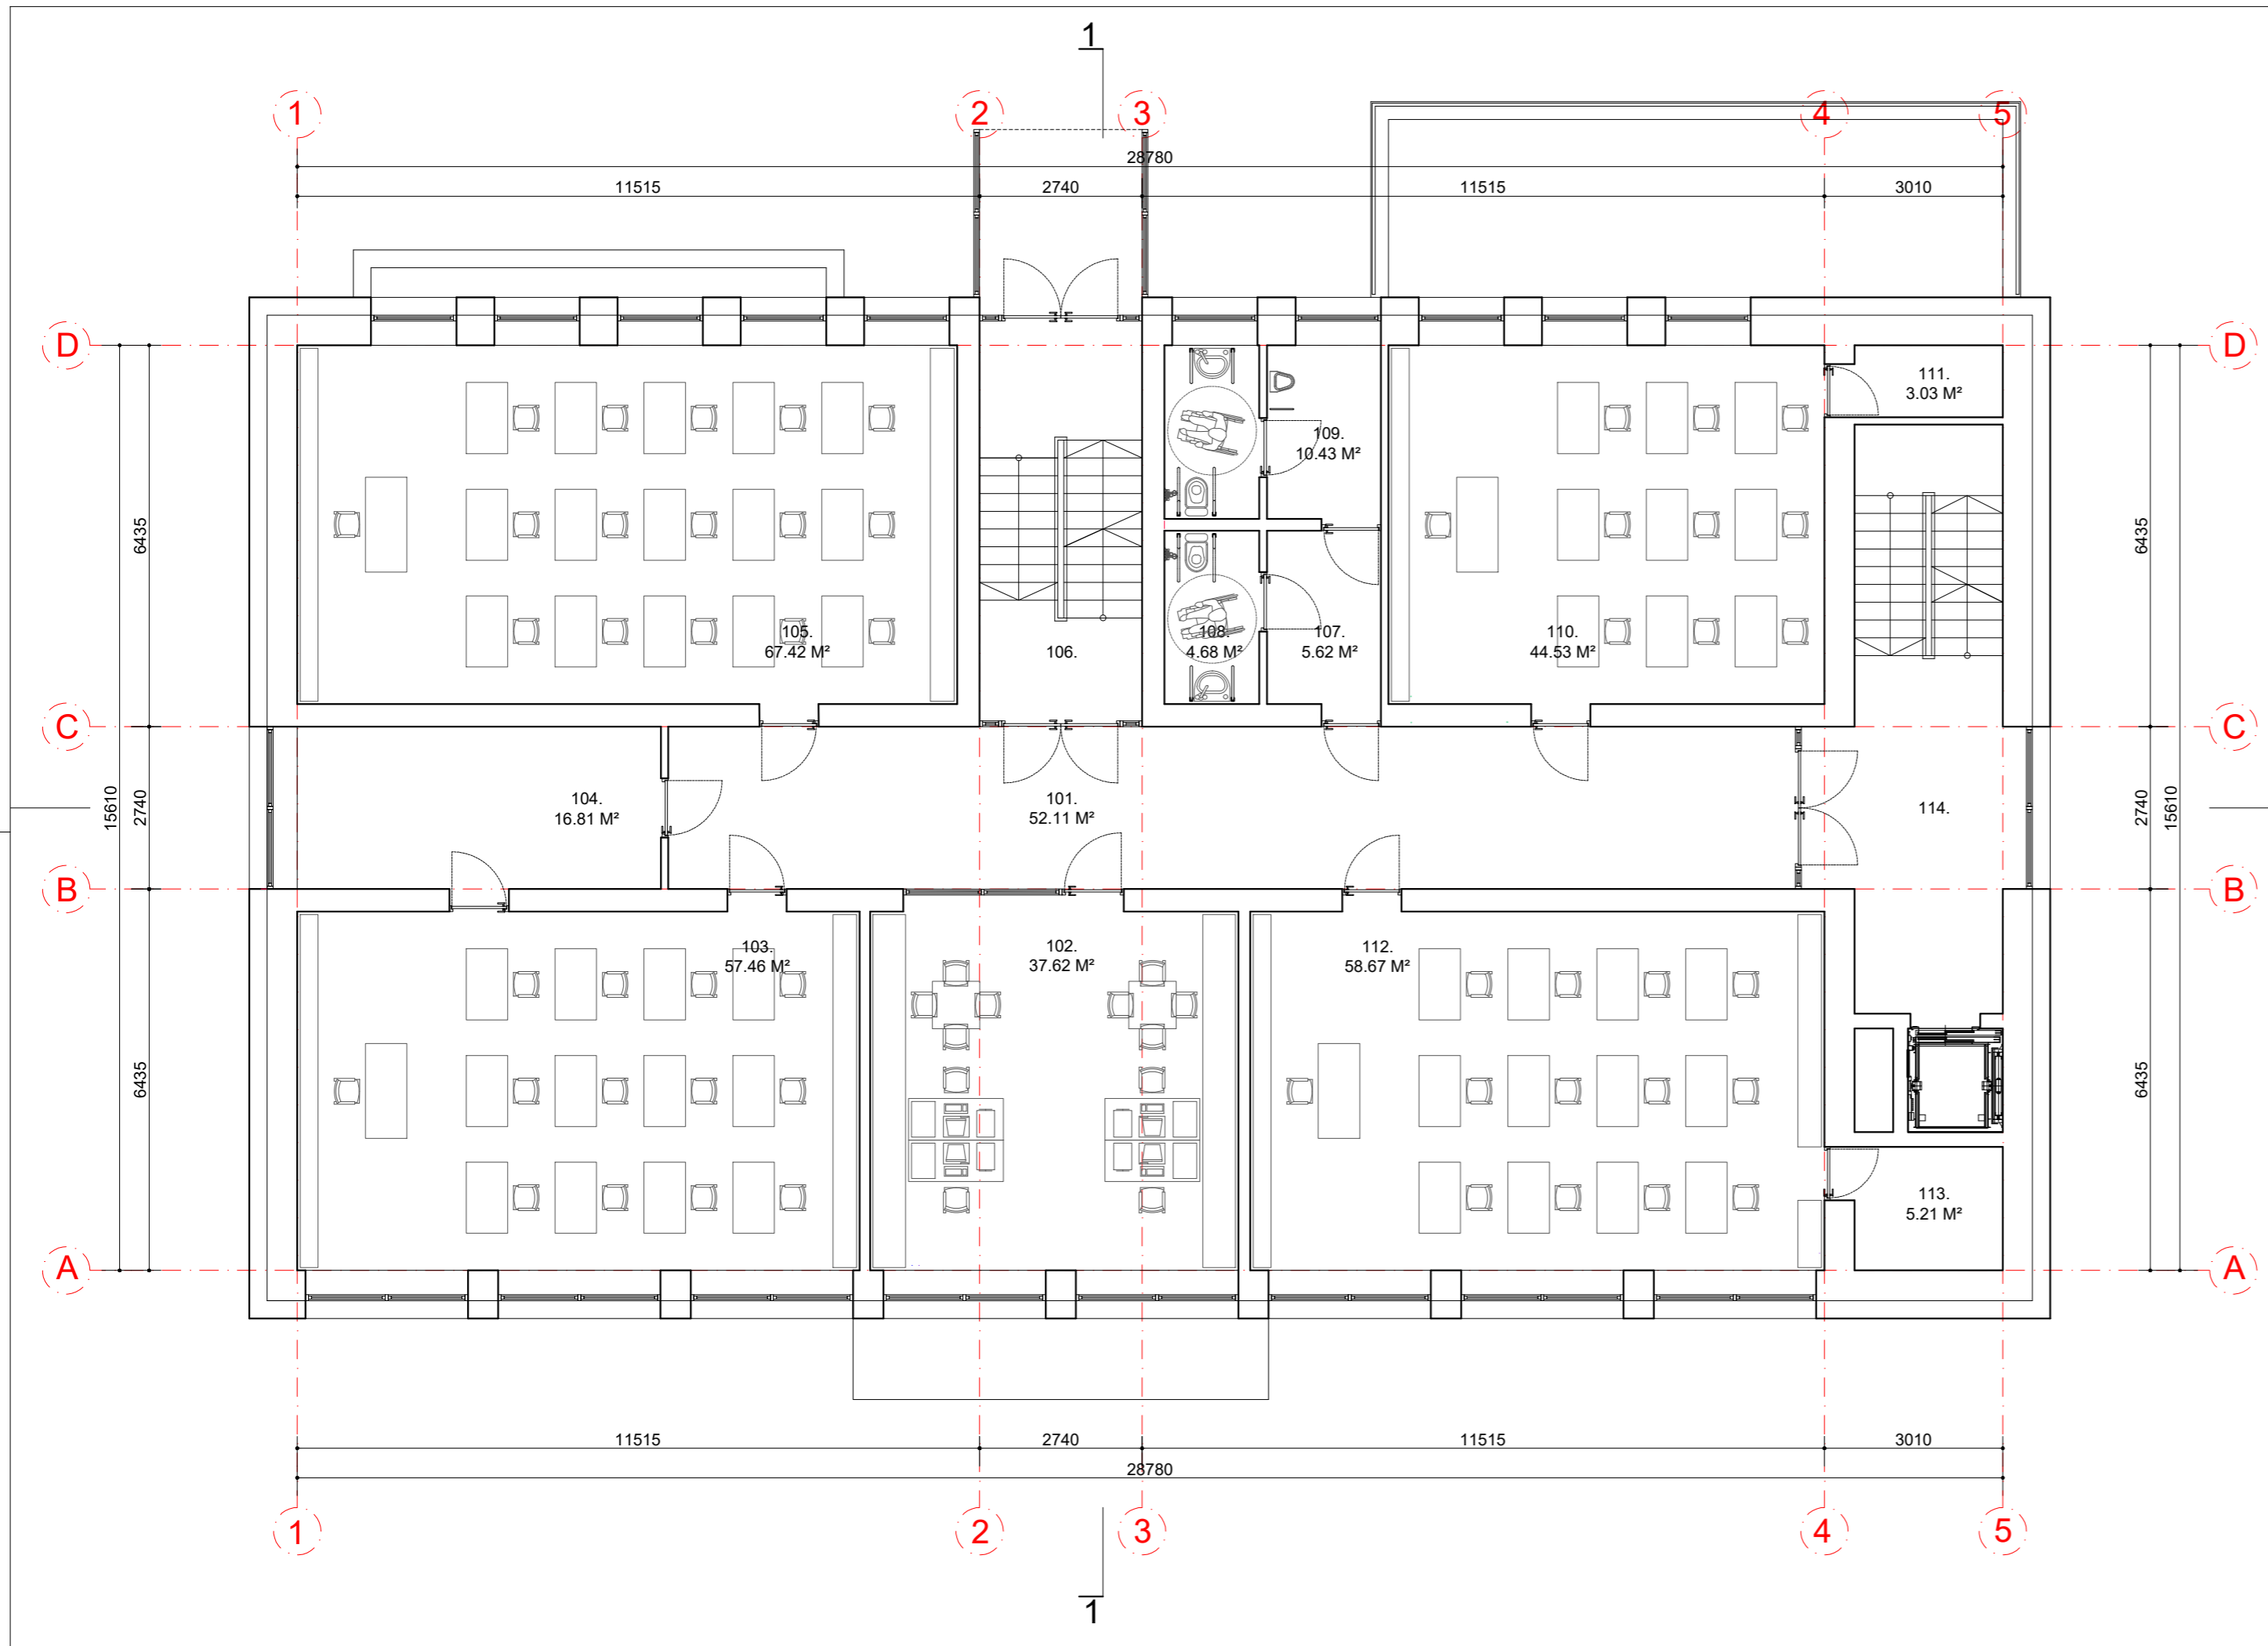 1
1
2
3
4
5
28780
11515
2740
11515
3010
D
D
111.
3.03 M²
109.
10.43 M²
6435
6435
105.
67.42 M²
106.
108.
4.68 M²
107.
5.62 M²
110.
44.53 M²
C
C
15610
2740
104.
16.81 M²
101.
52.11 M²
114.
2740
15610
B
B
103.
57.46 M²
102.
37.62 M²
112.
58.67 M²
6435
6435
113.
5.21 M²
A
A
11515
2740
11515
3010
28780
1
2
3
4
5
1